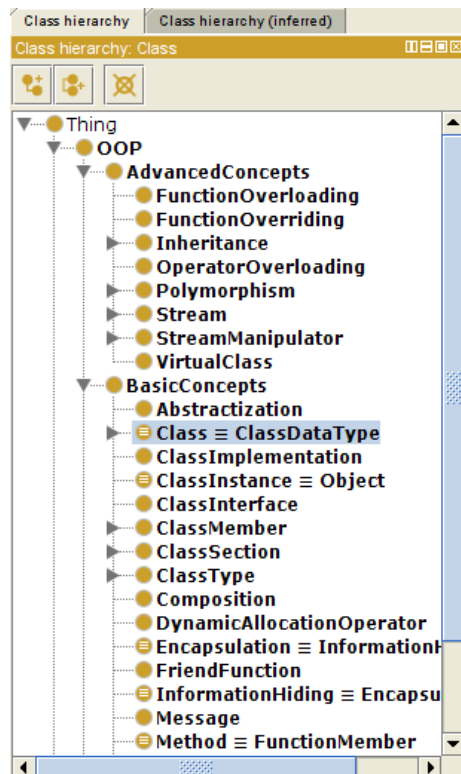 Class hierarchy Class hierarchy (inferred)
Class hierarchy: Class
Thing
OOP
AdvancedConcepts
FunctionOverloading
FunctionOverriding
Inheritance
OperatorOverloading
Polymorphism
Stream
StreamManipulator
VirtualClass
BasicConcepts
Abstractization
Class ≡ ClassDataType
ClassImplementation
ClassInstance ≡ Object
ClassInterface
ClassMember
ClassSection
ClassType
Composition
DynamicAllocationOperator
Encapsulation ≡ InformationH
FriendFunction
InformationHiding ≡ Encapsu
Message
Method ≡ FunctionMember